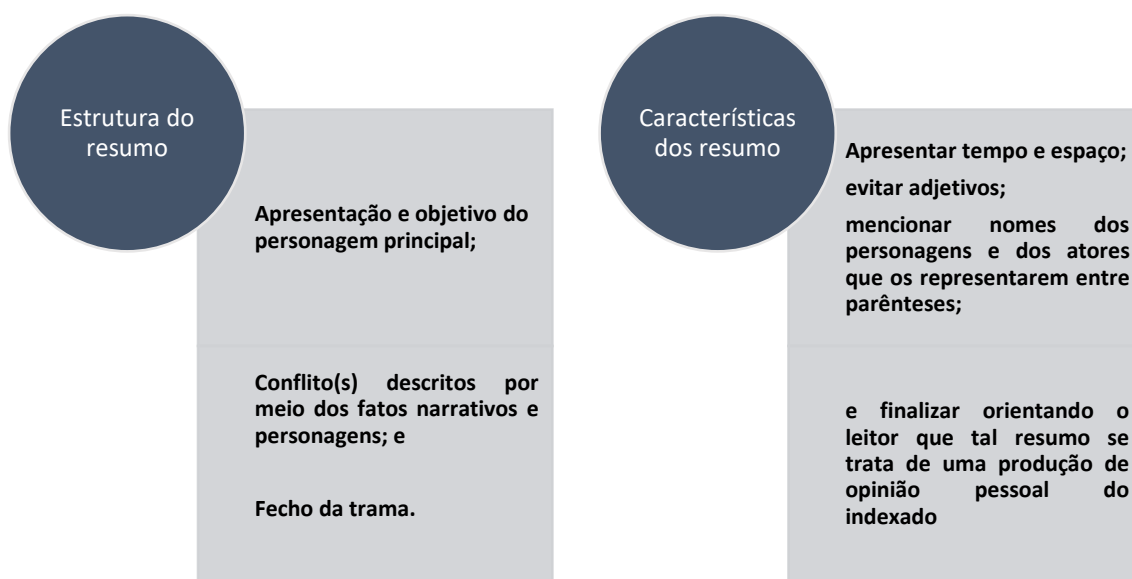 Estrutura do
resumo
Apresentação e objetivo do
personagem principal;
Conflito(s) descritos por
meio dos fatos narrativos e
personagens; e
Fecho da trama.
Características
dos resumo
Apresentar tempo e espaço;
evitar adjetivos;
mencionar nomes dos
personagens e dos atores
que os representarem entre
parênteses;
e finalizar orientando o
leitor que tal resumo se
trata de uma produção de
opinião pessoal do
indexado